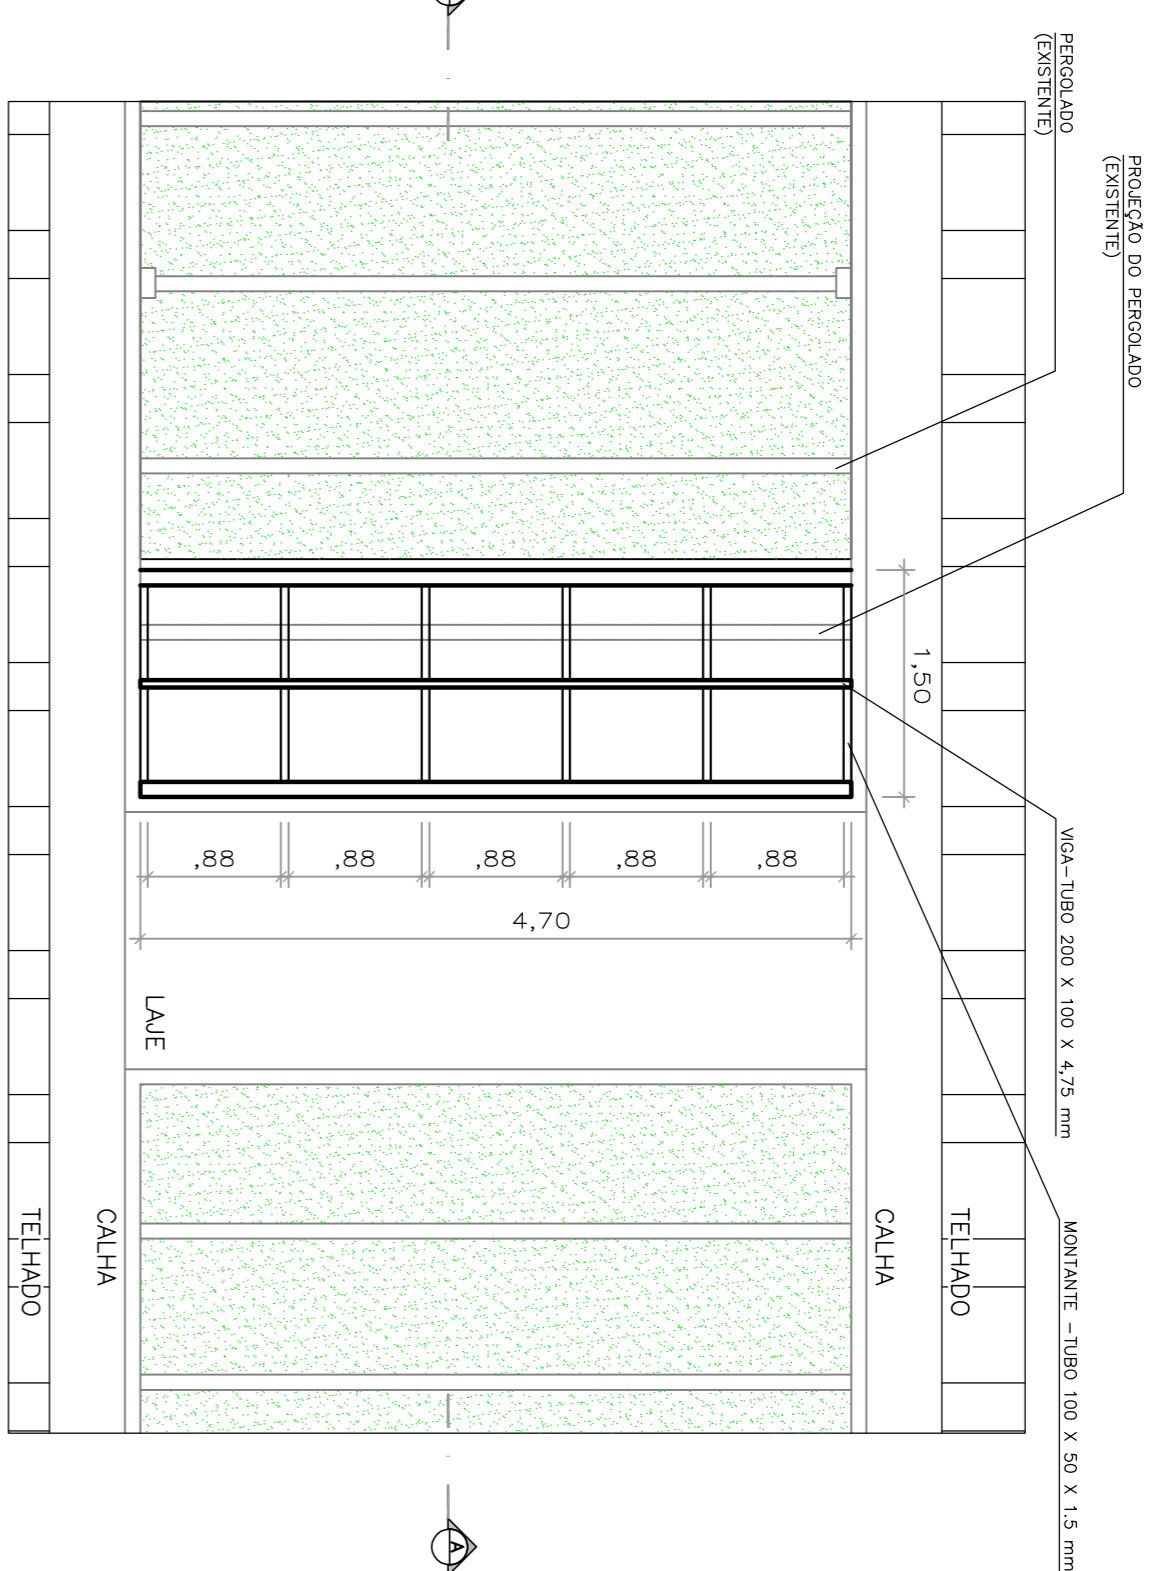 PERGOLADO
(EXISTENTE)
PROJEÇÃO DO PERGOLADO
(EXISTENTE)
1,50
VIGA-TUBO 200 X 100 X 4,75 mm
MONTANTE -TUBO 100 X 50 X 1.5 mm
,88
,88
,88
,88
,88
4,70
LAJE
TELHADO
CALHA
CALHA
TELHADO
A